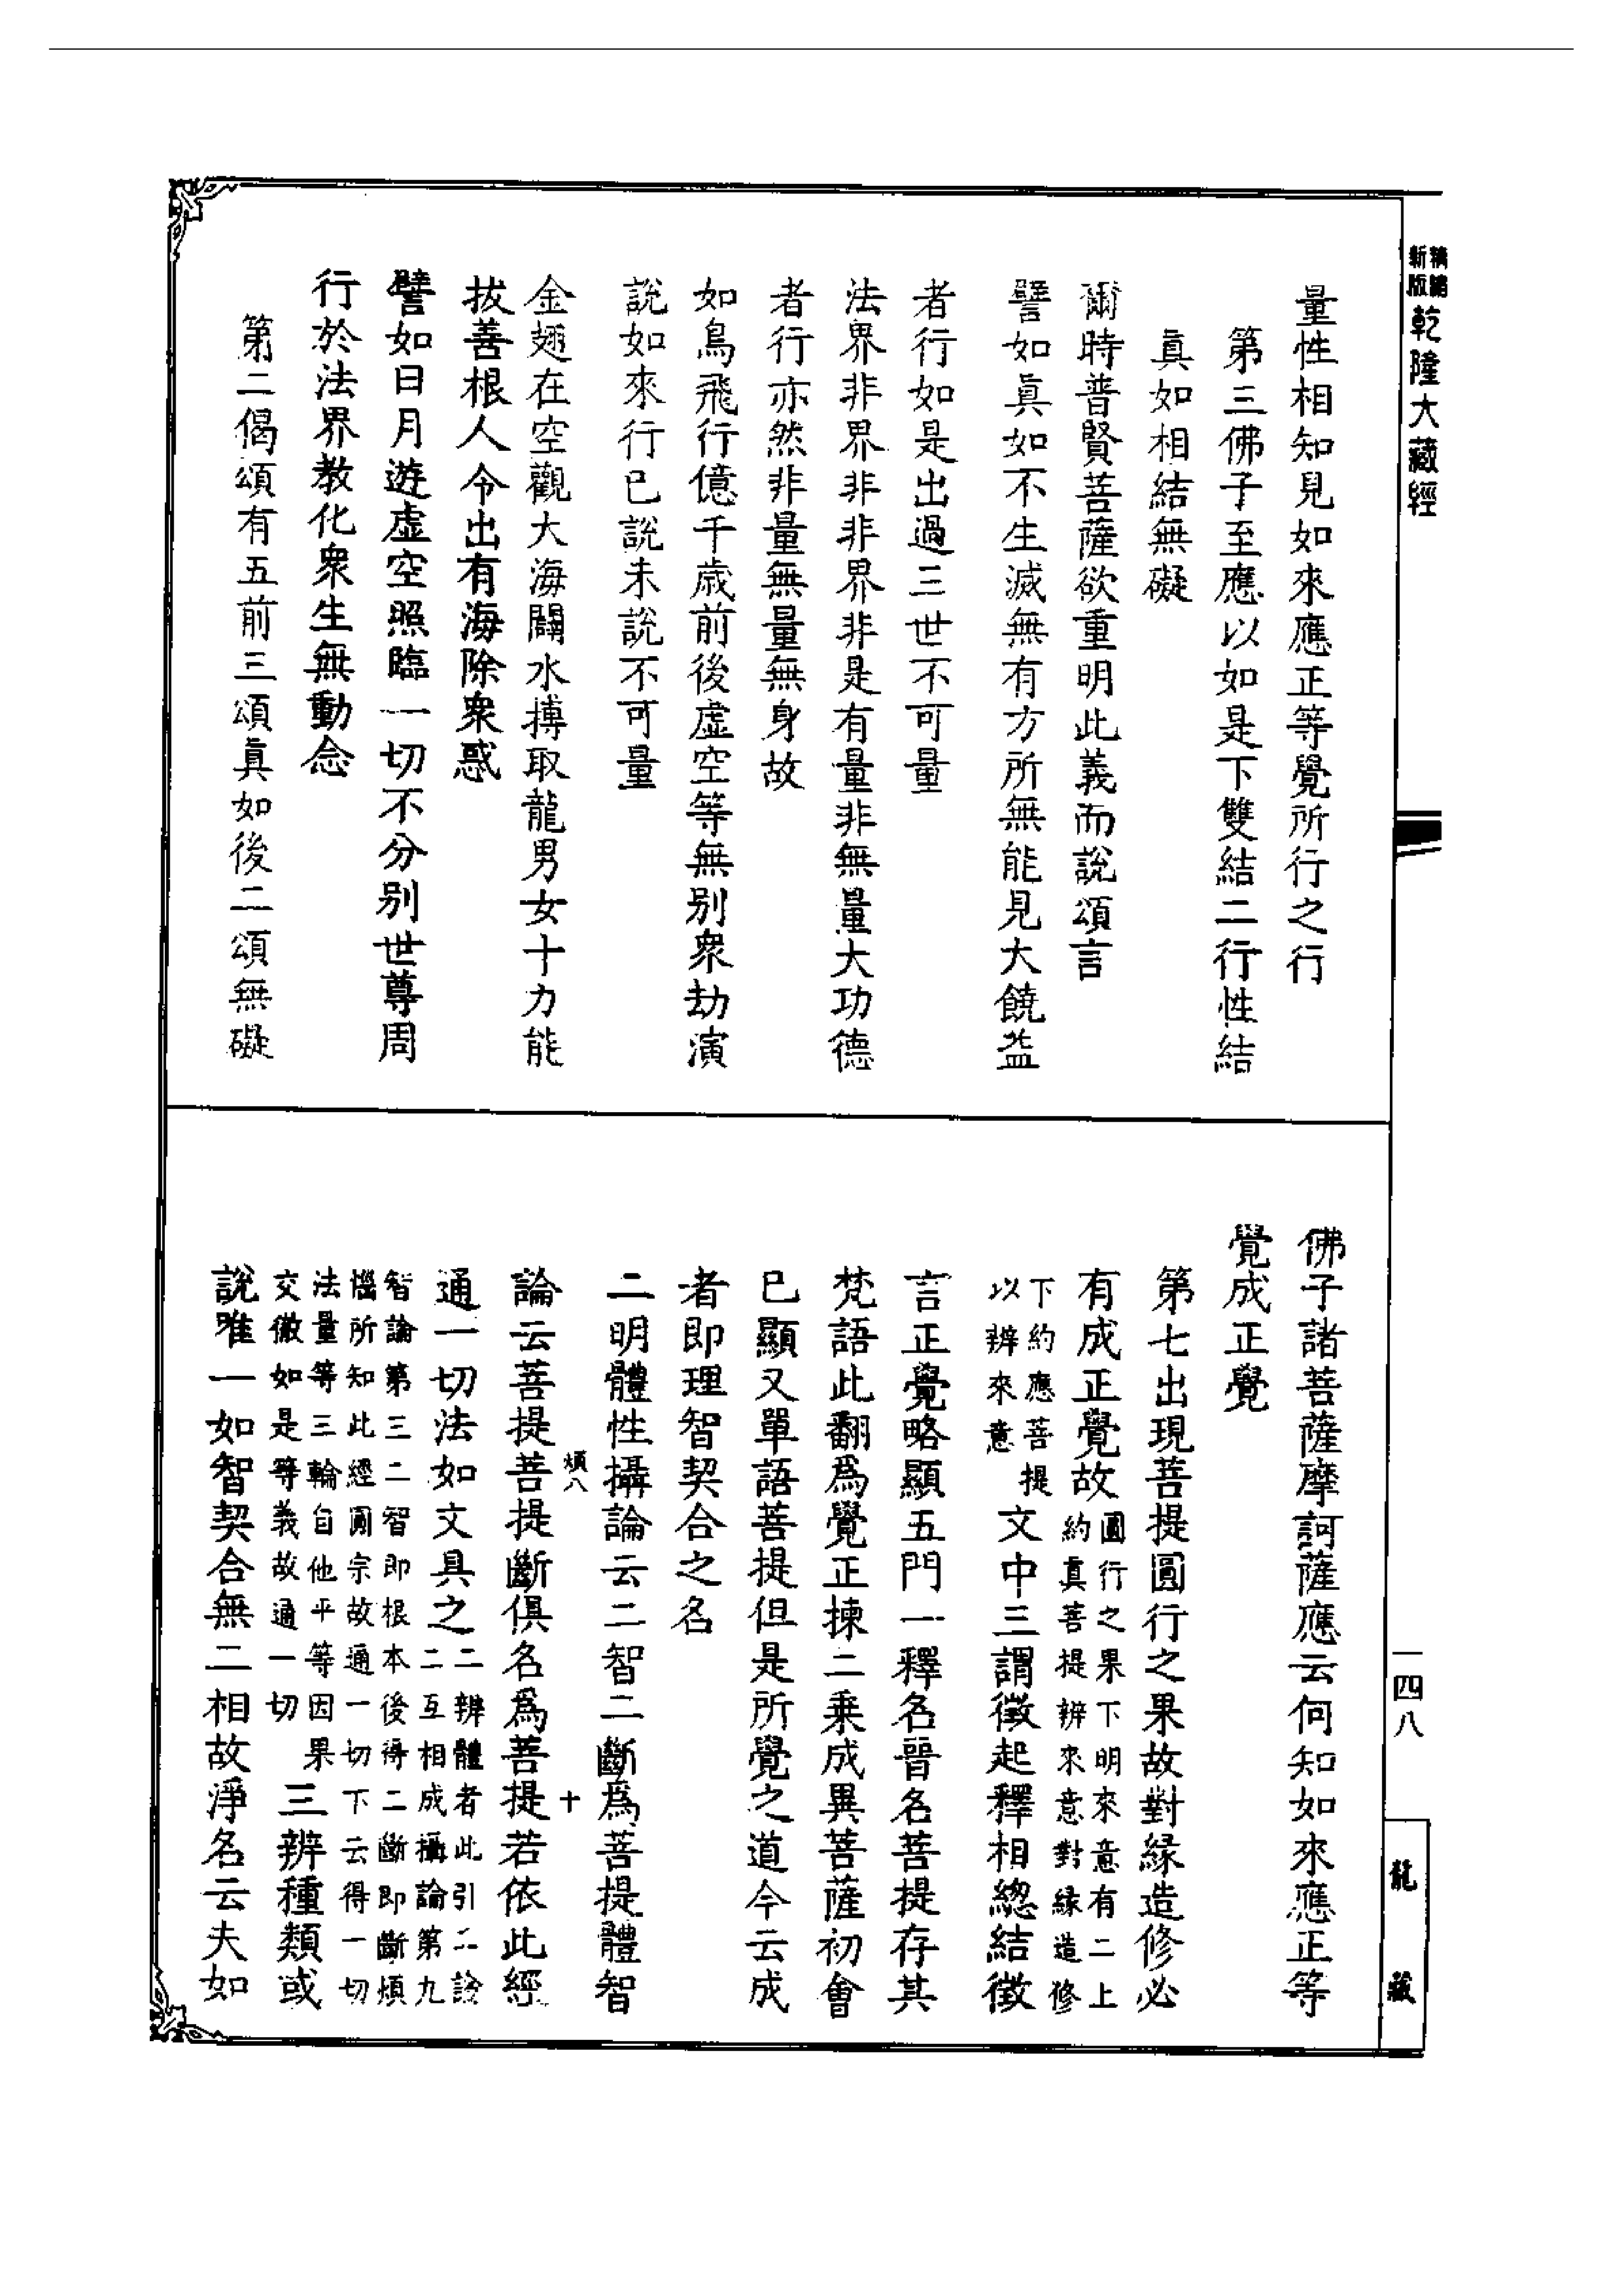 新版
精縮
乾隆大藏經
量性相知見如來應正等覺所行之行
第三佛子至應以如是下雙結二行性結
真如相結無礙
爾時普賢菩薩欲重明此義而說頌言
譬如真如不生滅無有方所無能見大饒益
者行如是出過三世不可量
法界非界非非界非是有量非無量大功德
者行亦然非量無量無身故
如鳥飛行億千歲前後虛空等無別衆劫演
說如來行已說未說不可量
金翅在空觀大海闢水搏取龍男女十力能
拔善根人令出有海除衆惑
譬如日月遊虛空照臨一切不分別世尊周
行於法界教化衆生無動念
第二偈頌有五前三頌真如後二頌無礙
佛子諸菩薩摩訶薩應云何知如來應正等
覺成正覺
第七出現菩提圓行之果故對緣造修必
有成正覺故
圓行之果下明來意有二上
約真菩提辨來意對緣造修
下約應菩提
以辨來意
文中三謂徵起釋相總結徵
言正覺略顯五門一釋名晉名菩提存其
梵語此翻為覺正揀二乗成異菩薩初會
已顯又單語菩提但是所覺之道今云成
者即理智契合之名
二明體性攝論云二智二斷為菩提體智
煩八
十
論云菩提菩提斷俱名為菩提若依此經
通一切法如文具之
二辨體者此引二論
二互相成攝論第九
智論第三二智即根本後得二斷即斷煩
惱所知此經圓宗故通一切下云得一切
法量等三輪自他平等因果
交徹如是等義故通一切
三辨種類或
說唯一如智契合無二相故淨名云夫如
一四八
龍藏